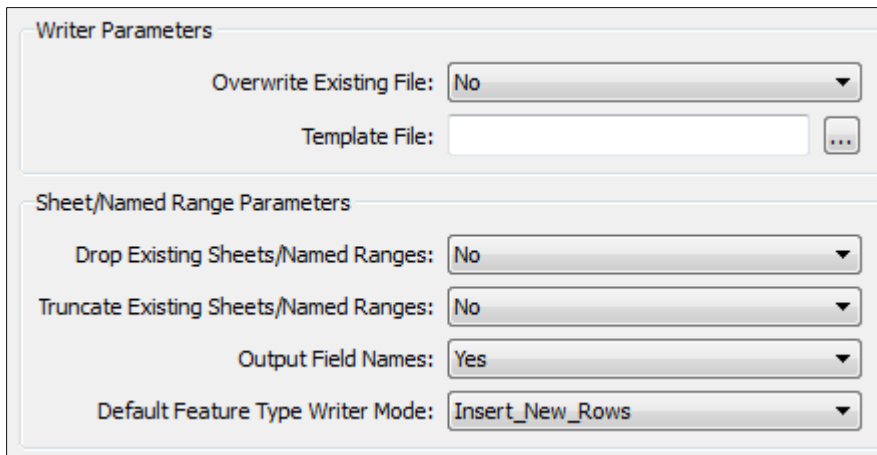 Writer Parameters
Overwrite Existing File: No
Template File: ...
Sheet/Named Range Parameters
Drop Existing Sheets/Named Ranges: No
Truncate Existing Sheets/Named Ranges: No
Output Field Names: Yes
Default Feature Type Writer Mode: Insert_New_Rows